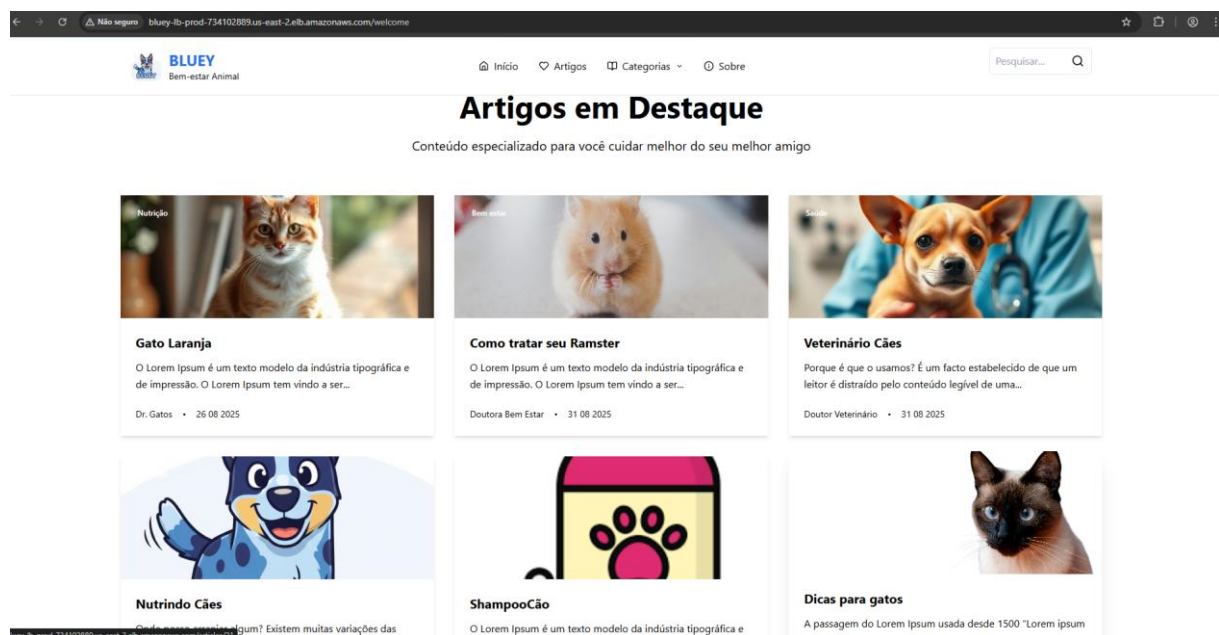 Não seguro bluey-lb-prod-734102889.us-east-2.elb.amazonaws.com/welcome
BLUEY
Bem-estar Animal
Início Artigos Categorias Sobre
Pesquisar...
Artigos em Destaque
Conteúdo especializado para você cuidar melhor do seu melhor amigo
Nutrição
Gato Laranja
O Lorem Ipsum é um texto modelo da indústria tipográfica e
de impressão. O Lorem Ipsum tem vindo a ser...
Dr. Gatos • 26 08 2025
Bem estar
Como tratar seu Ramster
O Lorem Ipsum é um texto modelo da indústria tipográfica e
de impressão. O Lorem Ipsum tem vindo a ser...
Doutora Bem Estar • 31 08 2025
Saúde
Veterinário Cães
Porque é que o usamos? É um facto estabelecido de que um
leitor é distraído pelo conteúdo legível de uma...
Doutor Veterinário • 31 08 2025
Nutrindo Cães
algum? Existem muitas variações das
ShampooCão
O Lorem Ipsum é um texto modelo da indústria tipográfica e
Dicas para gatos
A passagem do Lorem Ipsum usada desde 1500 "Lorem ipsum